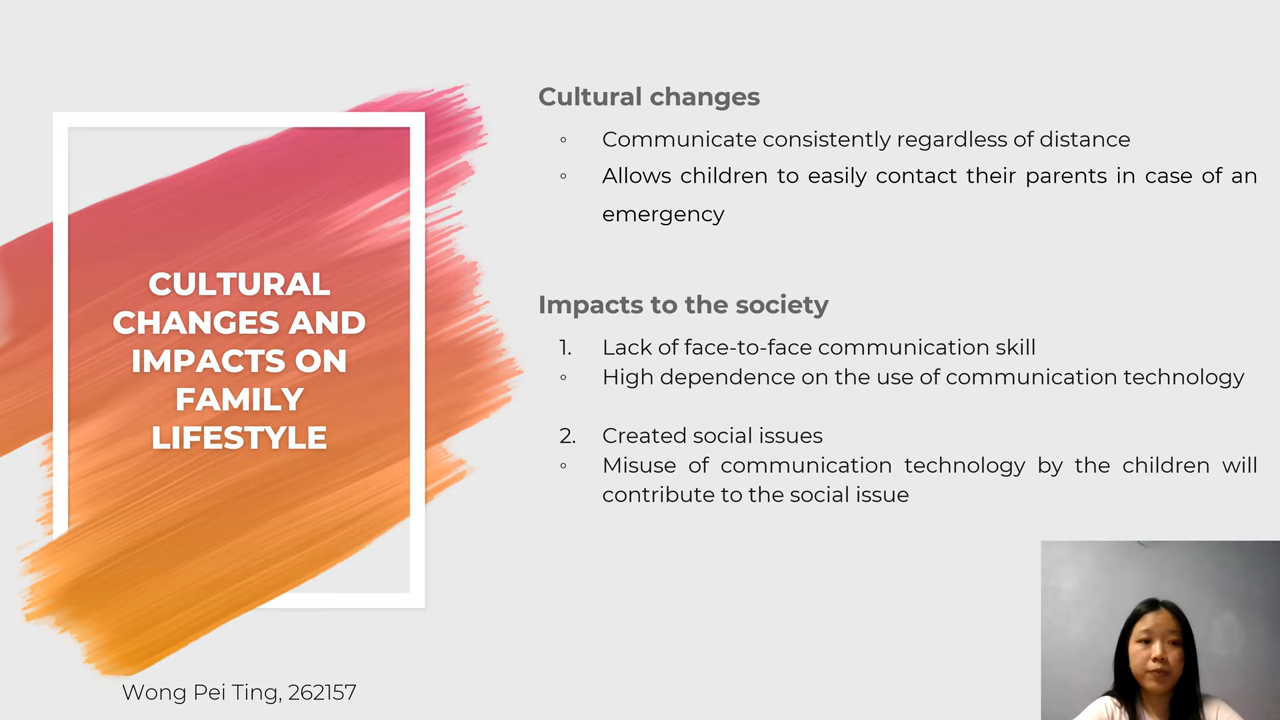 CULTURAL
CHANGES AND
IMPACTS ON
FAMILY
LIFESTYLE
Wong Pei Ting, 262157
Cultural changes
◦ Communicate consistently regardless of distance
◦ Allows children to easily contact their parents in case of an
emergency
Impacts to the society
1. Lack of face-to-face communication skill
◦ High dependence on the use of communication technology
2. Created social issues
◦ Misuse of communication technology by the children will
contribute to the social issue